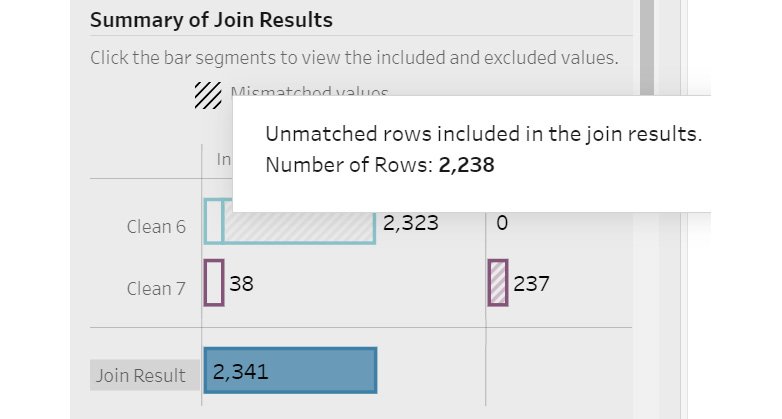 Summary of Join Results
Click the bar segments to view the included and excluded values.
Mismatched values
Unmatched rows included in the join results.
Number of Rows: 2,238
In
Clean 6 2,323 0
Clean 7 38 237
Join Result 2,341